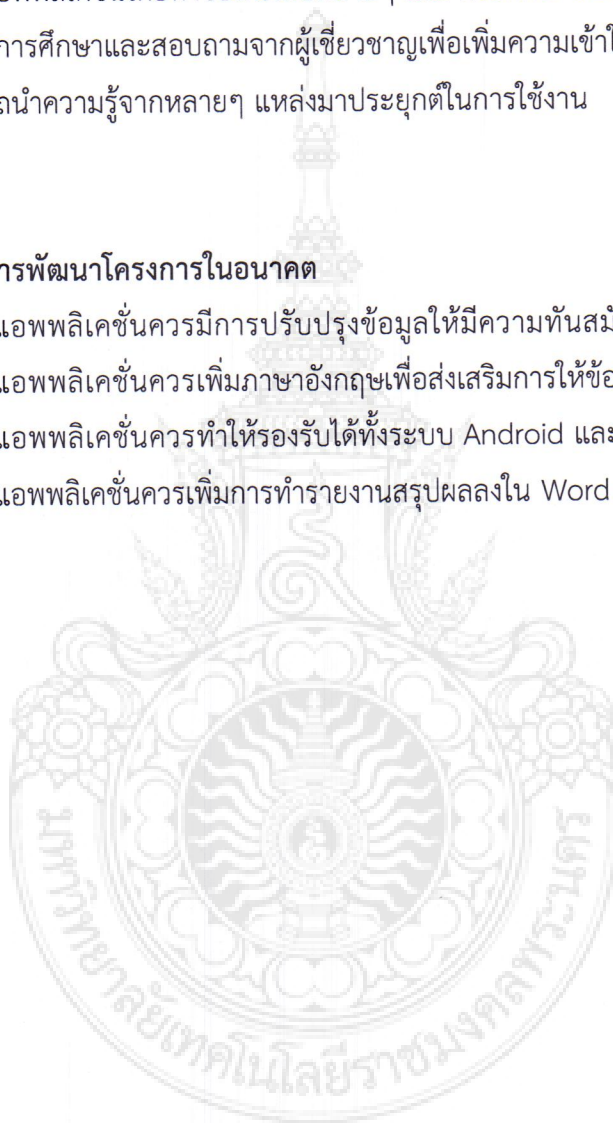 การศึกษาและสอบถามจากผู้เชี่ยวชาญเพื่อเพิ่มความเข้าใ
ถนำความรู้จากหลายๆ แหล่งมาประยุกต์ในการใช้งาน
ารพัฒนาโครงการในอนาคต
แอพพลิเคชั่นควรมีการปรับปรุงข้อมูลให้มีความทันสมั
แอพพลิเคชั่นควรเพิ่มภาษาอังกฤษเพื่อส่งเสริมการให้ข้อ
แอพพลิเคชั่นควรทำให้รองรับได้ทั้งระบบ Android และ
แอพพลิเคชั่นควรเพิ่มการทำรายงานสรุปผลลงใน Word
มหาวิทยาลัยเทคโนโลยีราชมงคลพระนคร